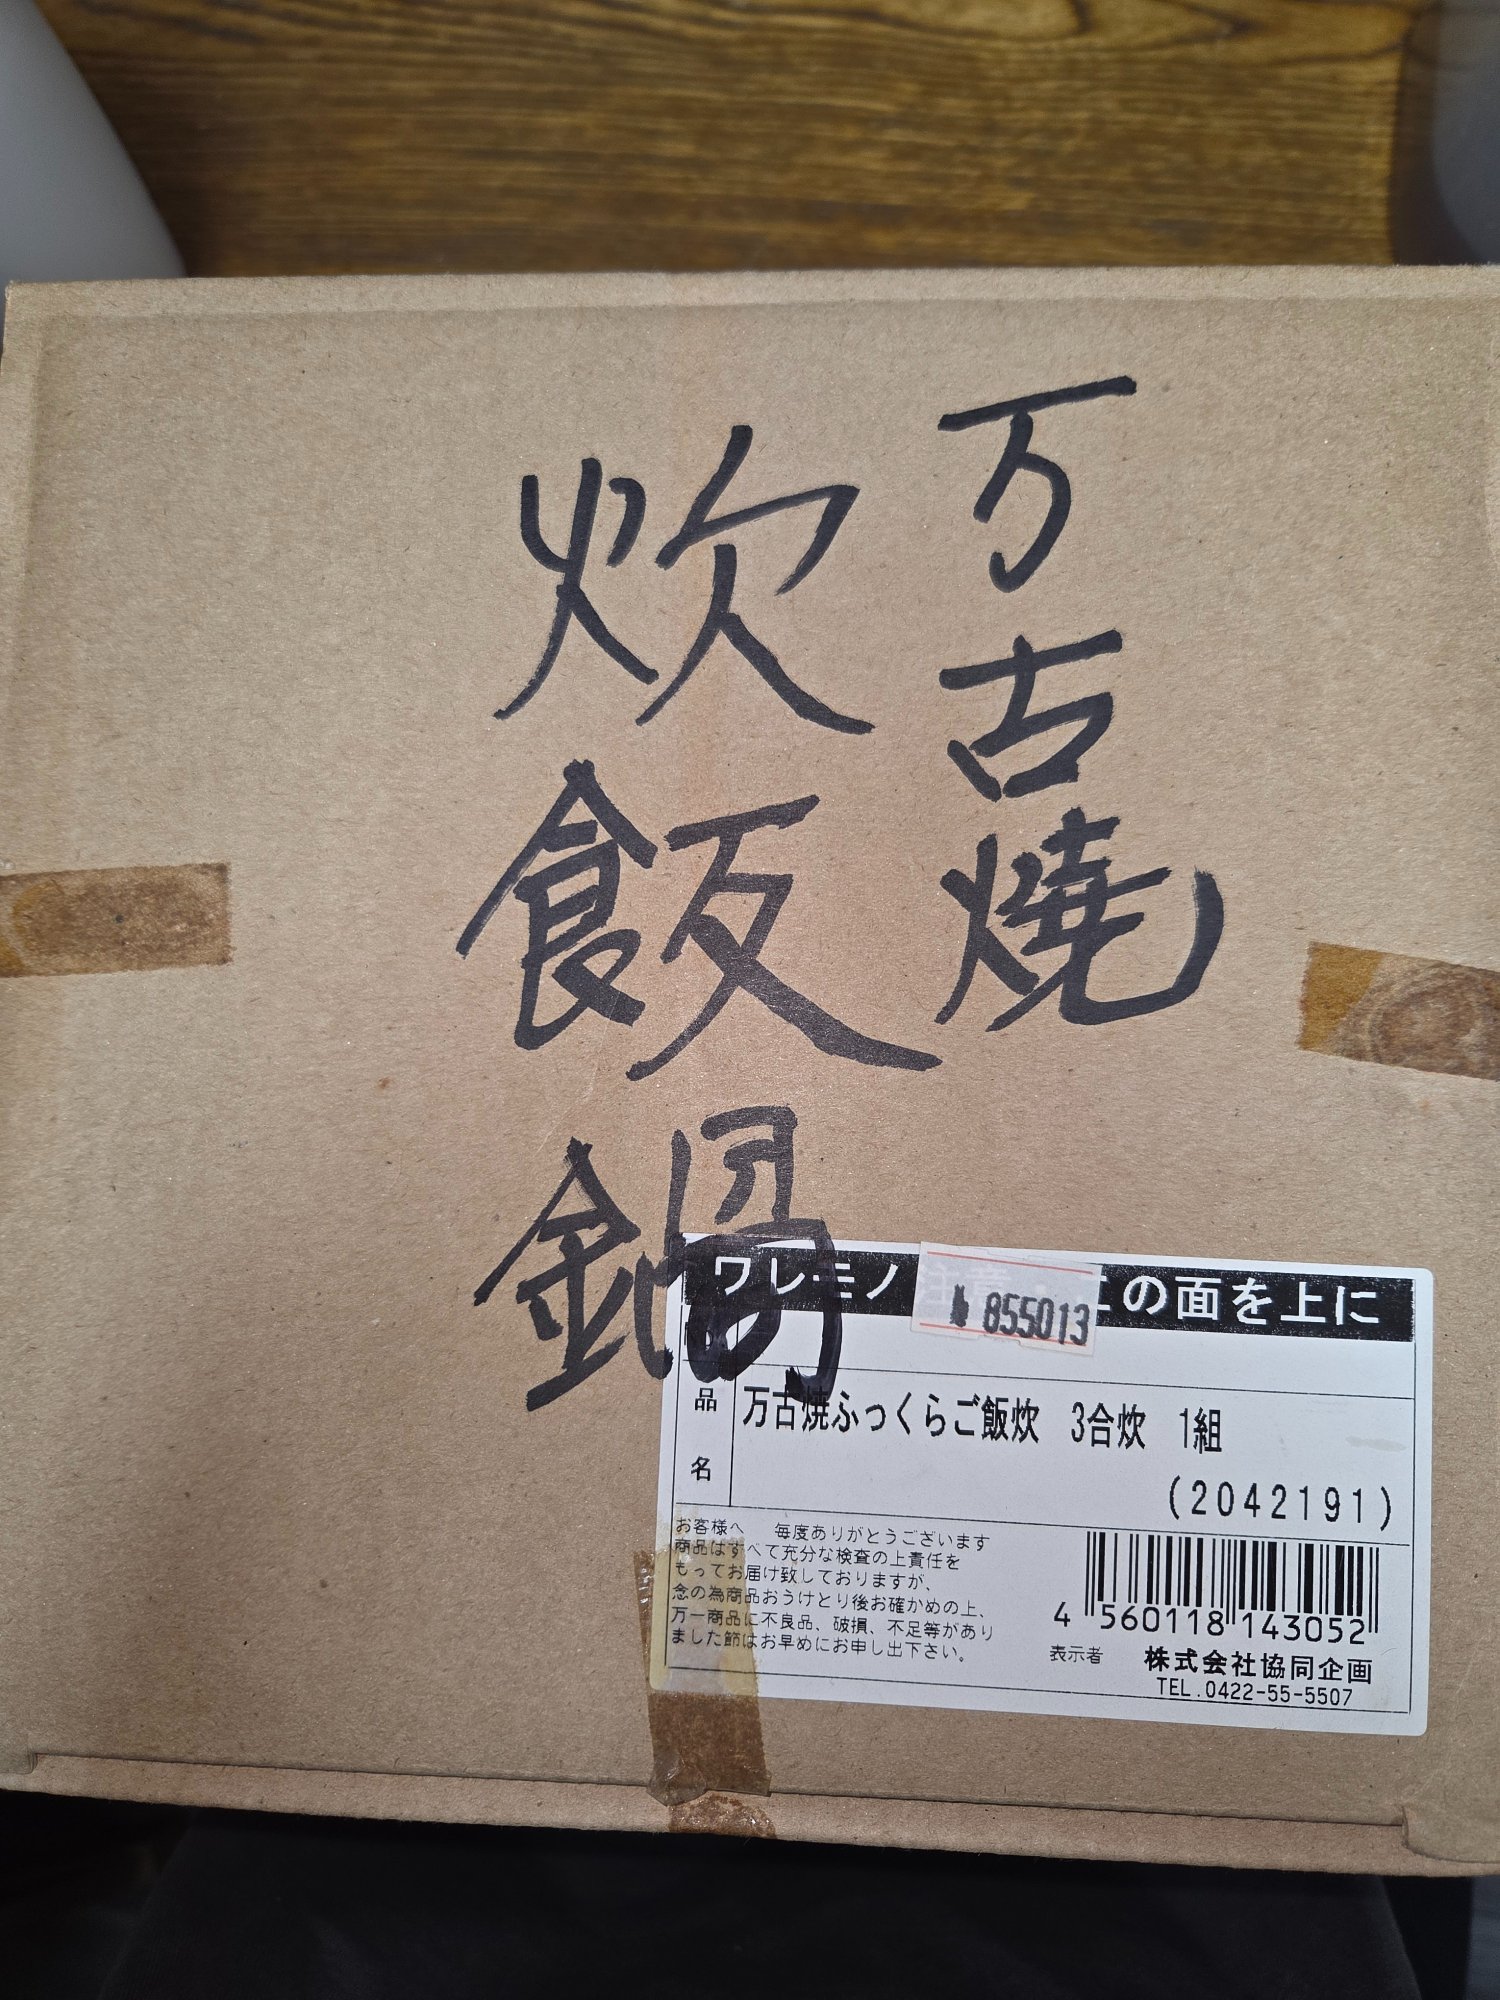 万古焼
炊飯鍋
ワレモノ注意・この面を上に
855013
品名
万古焼ふっくらご飯炊 3合炊 1組
(2042191)
お客様へ 毎度ありがとうございます
商品はすべて充分な検査の上責任を
もってお届け致しておりますが、
念の為商品おうけとり後お確かめの上、
万一商品に不良品、破損、不足等があり
ました節はお早めにお申し出下さい。
4 560118 143052
表示者 株式会社協同企画
TEL.0422-55-5507